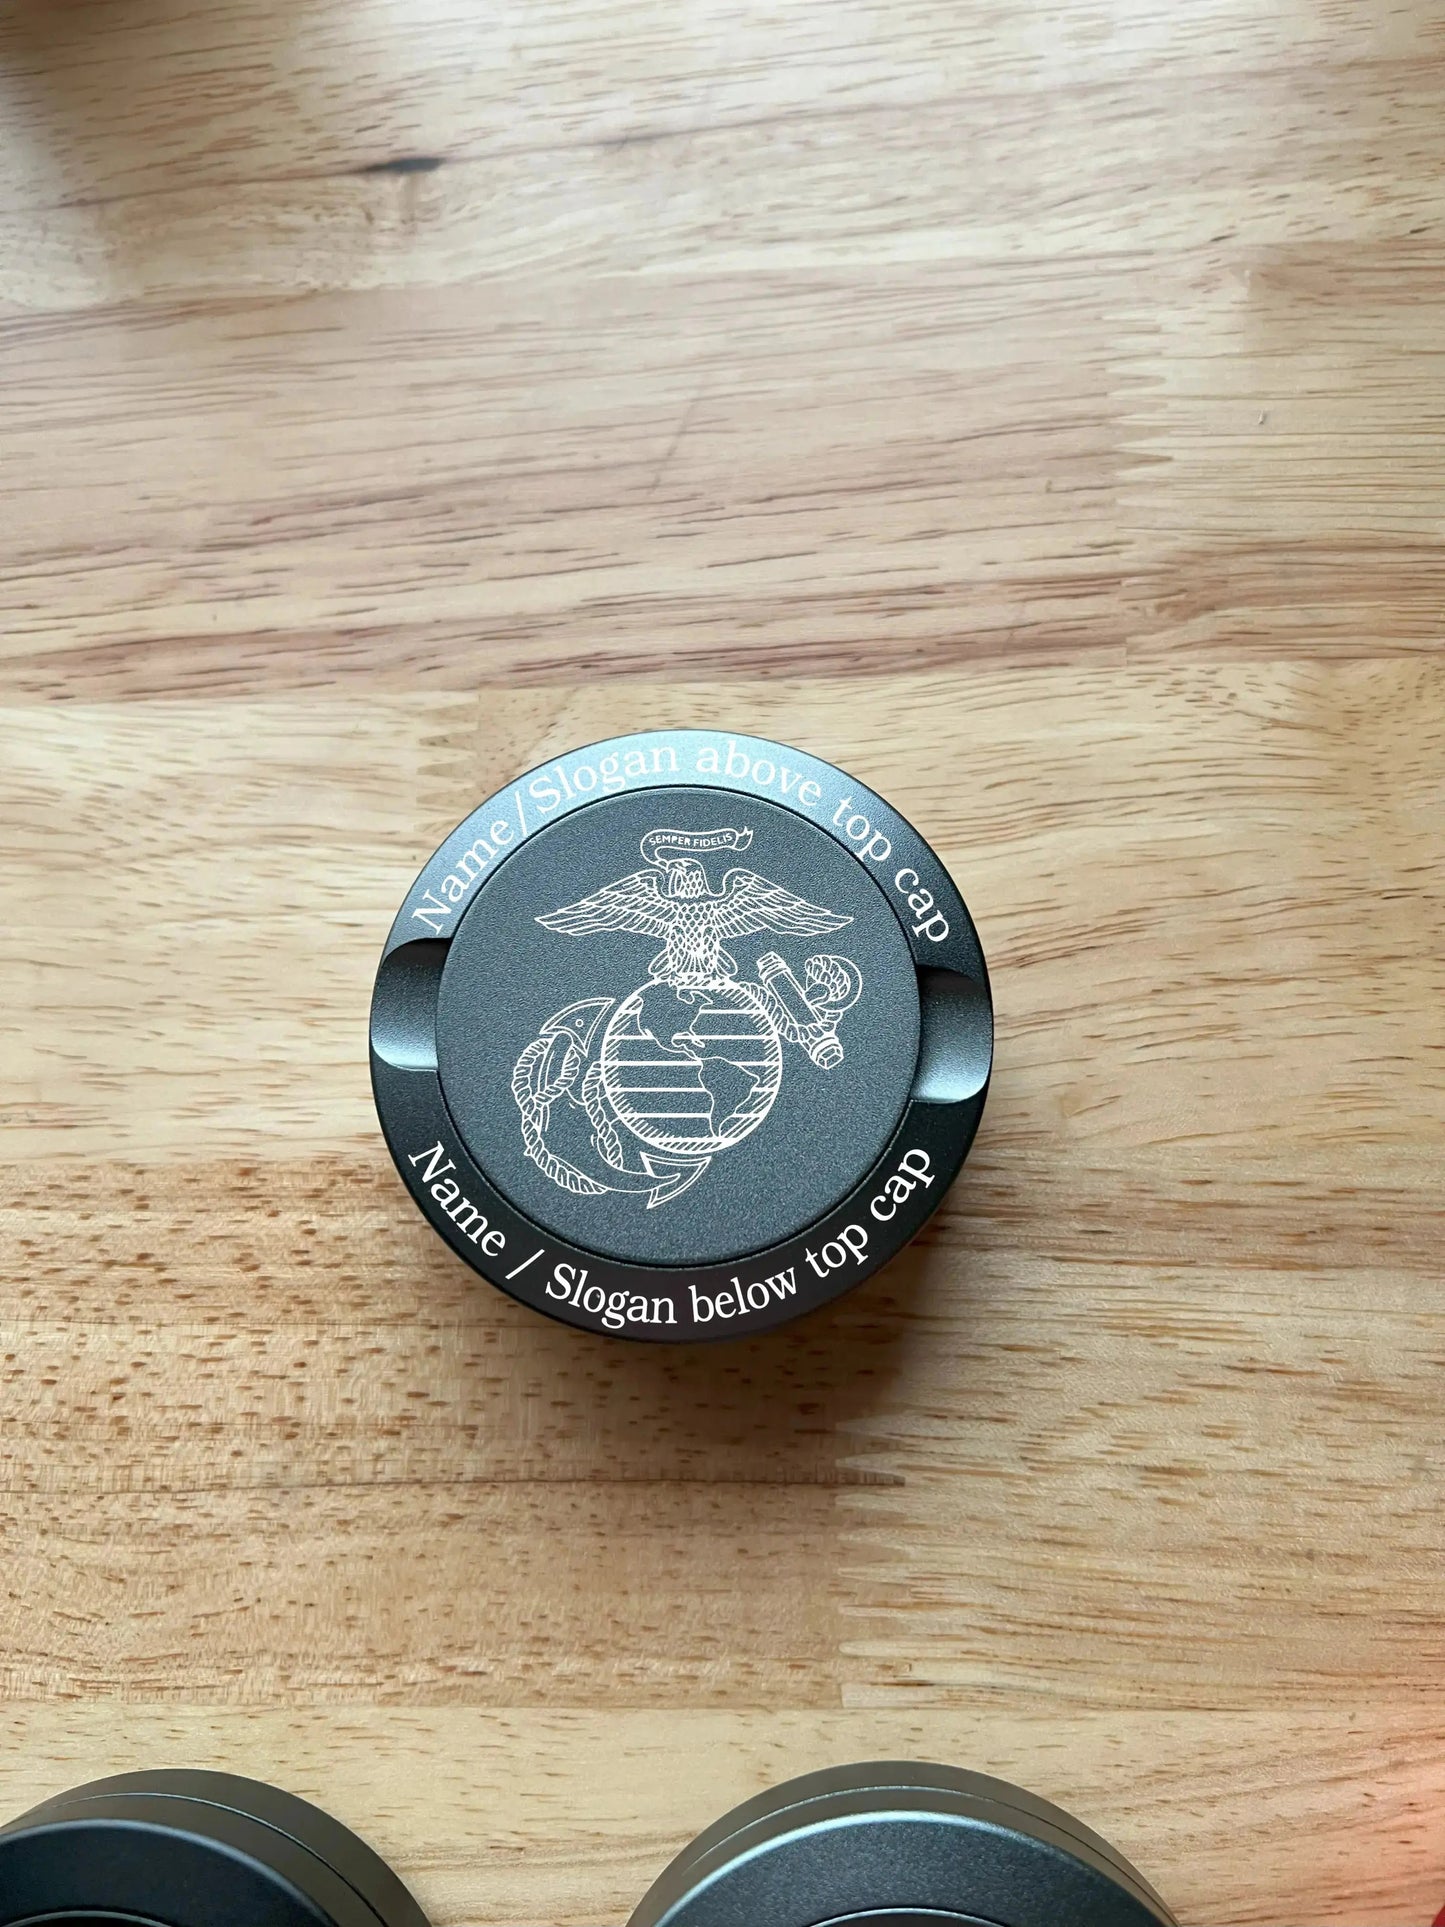 Name/Slogan above top cap
SEMPER FIDELIS
Name / Slogan below top cap